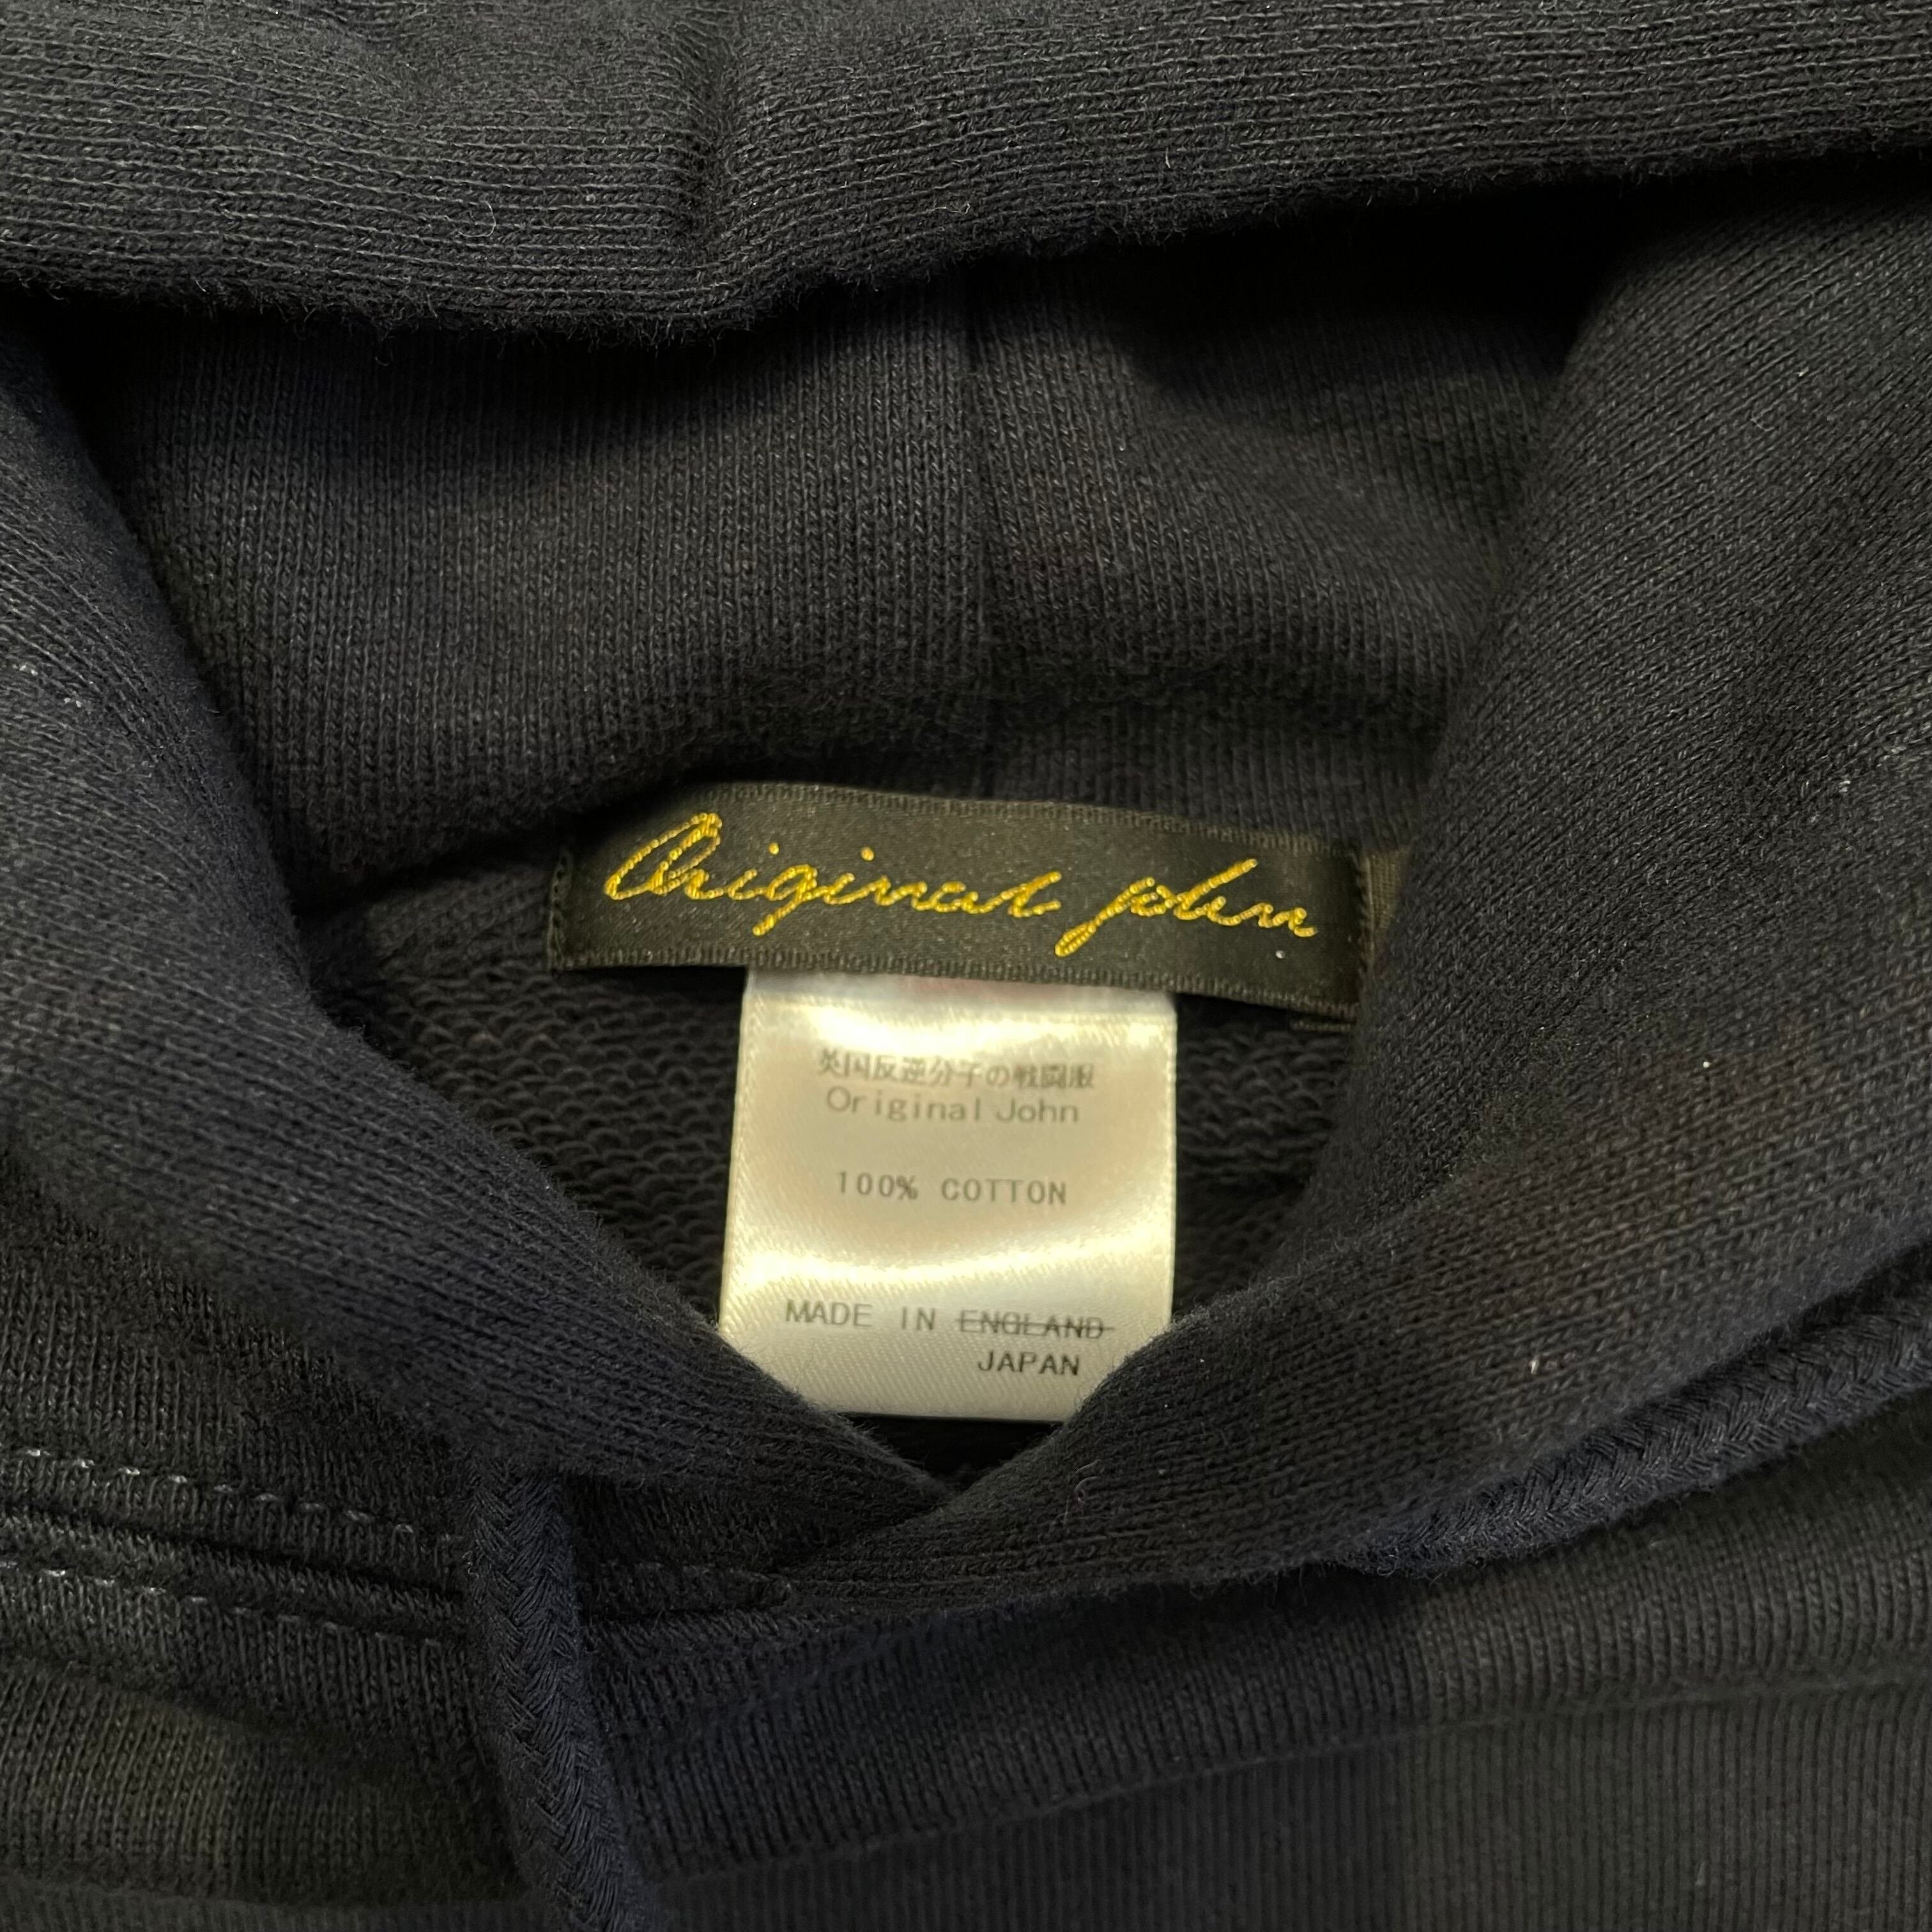 Original John
英国反逆分子の戦闘服
Original John
100% COTTON
MADE IN ENGLAND
JAPAN